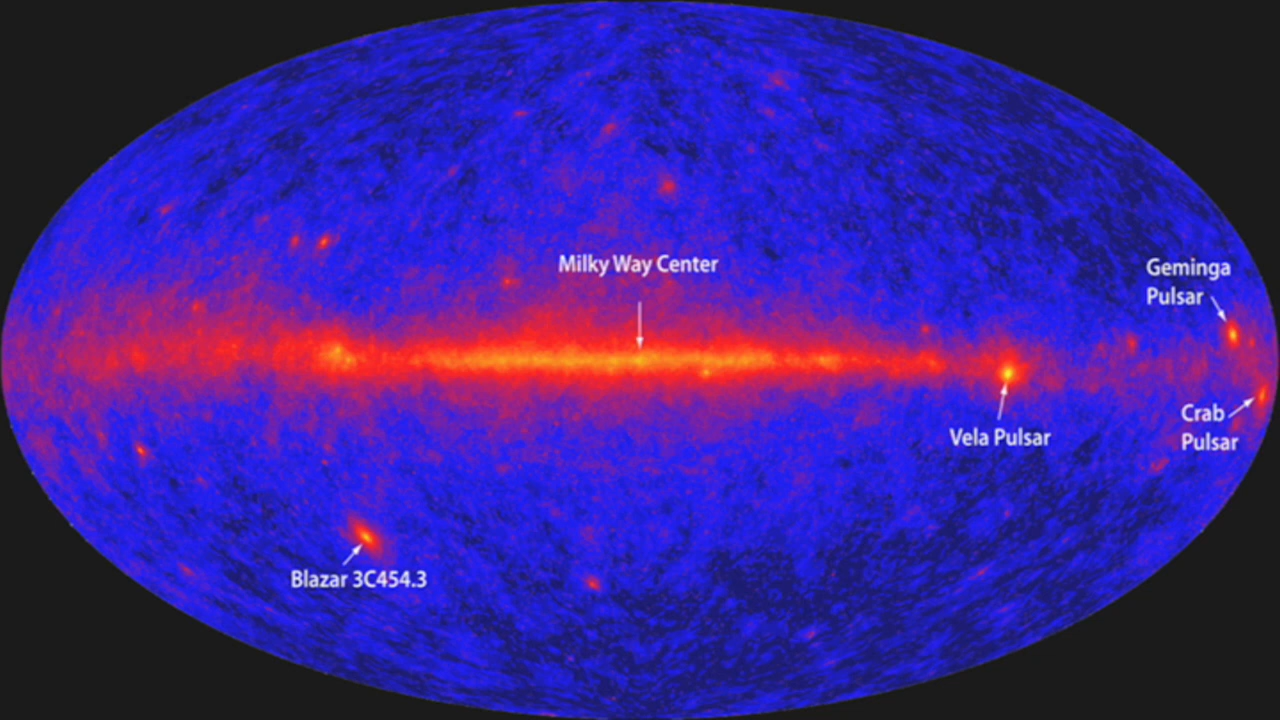 Milky Way Center
Geminga
Pulsar
Crab
Pulsar
Vela Pulsar
Blazar 3C454.3